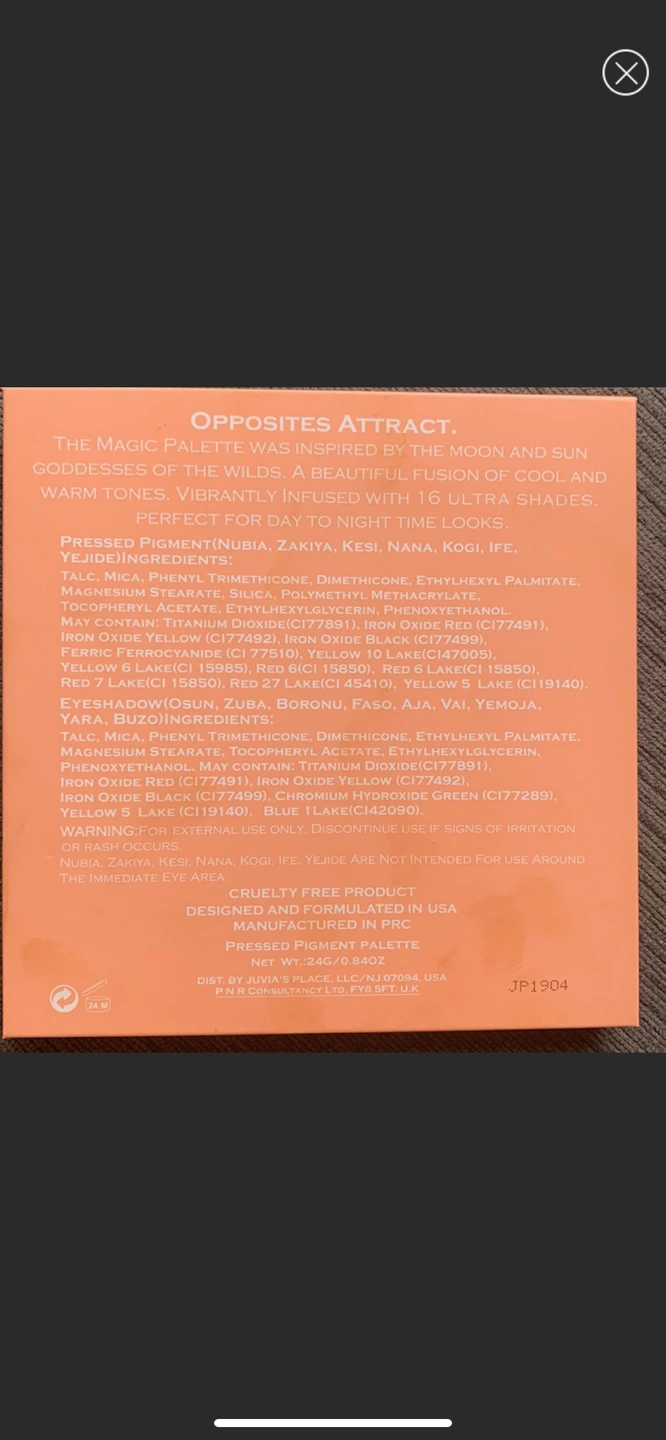 OPPOSITES ATTRACT.
THE MAGIC PALETTE WAS INSPIRED BY THE MOON AND SUN
GODDESSES OF THE WILDS. A BEAUTIFUL FUSION OF COOL AND
WARM TONES. VIBRANTLY INFUSED WITH 16 ULTRA SHADES.
PERFECT FOR DAY TO NIGHT TIME LOOKS.
PRESSED PIGMENT(NUBIA, ZAKIYA, KESI, NANA, KOGI, IFE,
YEJIDE)INGREDIENTS:
TALC, MICA, PHENYL TRIMETHICONE, DIMETHICONE, ETHYLHEXYL PALMITATE,
MAGNESIUM STEARATE, SILICA, POLYMETHYL METHACRYLATE,
TOCOPHERYL ACETATE, ETHYLHEXYLGLYCERIN, PHENOXYETHANOL.
MAY CONTAIN: TITANIUM DIOXIDE(CI77891), IRON OXIDE RED (CI77491),
IRON OXIDE YELLOW (CI77492), IRON OXIDE BLACK (CI77499),
FERRIC FERROCYANIDE (CI 77510), YELLOW 10 LAKE(CI47005),
YELLOW 6 LAKE(CI 15985), RED 6(CI 15850), RED 6 LAKE(CI 15850),
RED 7 LAKE(CI 15850), RED 27 LAKE(CI 45410), YELLOW 5 LAKE (CI19140).
EYESHADOW(OSUN, ZUBA, BORONU, FASO, AJA, VAI, YEMOJA,
YARA, BUZO)INGREDIENTS:
TALC, MICA, PHENYL TRIMETHICONE, DIMETHICONE, ETHYLHEXYL PALMITATE,
MAGNESIUM STEARATE, TOCOPHERYL ACETATE, ETHYLHEXYLGLYCERIN,
PHENOXYETHANOL. MAY CONTAIN: TITANIUM DIOXIDE(CI77891),
IRON OXIDE RED (CI77491), IRON OXIDE YELLOW (CI77492),
IRON OXIDE BLACK (CI77499), CHROMIUM HYDROXIDE GREEN (CI77289),
YELLOW 5 LAKE (CI19140), BLUE 1LAKE(CI42090).
WARNING:FOR EXTERNAL USE ONLY. DISCONTINUE USE IF SIGNS OF IRRITATION
OR RASH OCCURS.
NUBIA, ZAKIYA, KESI, NANA, KOGI, IFE, YEJIDE ARE NOT INTENDED FOR USE AROUND
THE IMMEDIATE EYE AREA.
CRUELTY FREE PRODUCT
DESIGNED AND FORMULATED IN USA
MANUFACTURED IN PRC
PRESSED PIGMENT PALETTE
NET WT.:24G/0.84OZ
DIST. BY JUVIA'S PLACE, LLC/NJ 07094, USA
P.N.R CONSULTANCY LTD, FY8 5FT, U.K
24 M
JP1904